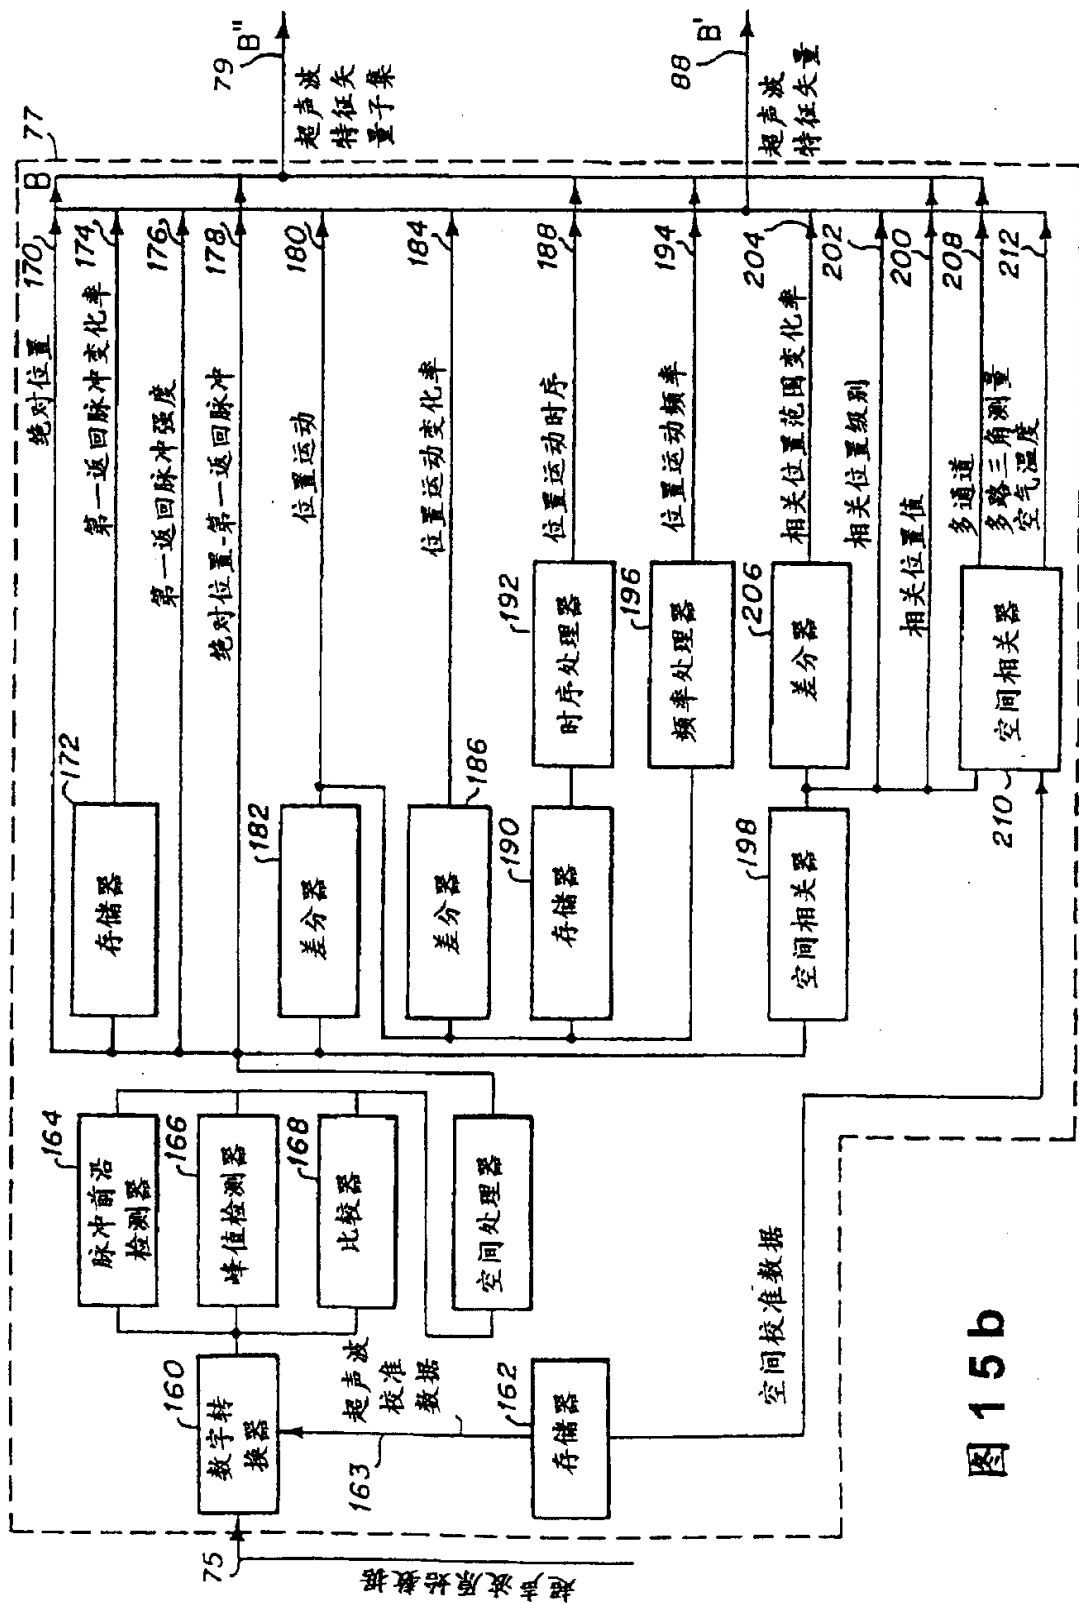 超声波原始数据
75
数字转
换器
160
超声波
校准
数据
163
存储器
162
空间校准数据
脉冲前沿
检测器
164
峰值检测器
166
比较器
168
空间处理器
存储器
172
差分器
182
差分器
186
存储器
190
时序处理器
192
频率处理器
196
空间相关器
198
差分器
206
空间相关器
210
绝对位置
170
第一返回脉冲变化率
174
第一返回脉冲强度
176
绝对位置-第一返回脉冲
178
位置运动
180
位置运动变化率
184
位置运动时序
188
位置运动频率
194
相关位置范围变化率
204
相关位置级别
202
相关位置值
200
多通道
多路三角测量
208
空气温度
212
B
77
79
B"
超声波
特征矢
量子集
88
B'
超声波
特征矢量
图 15b